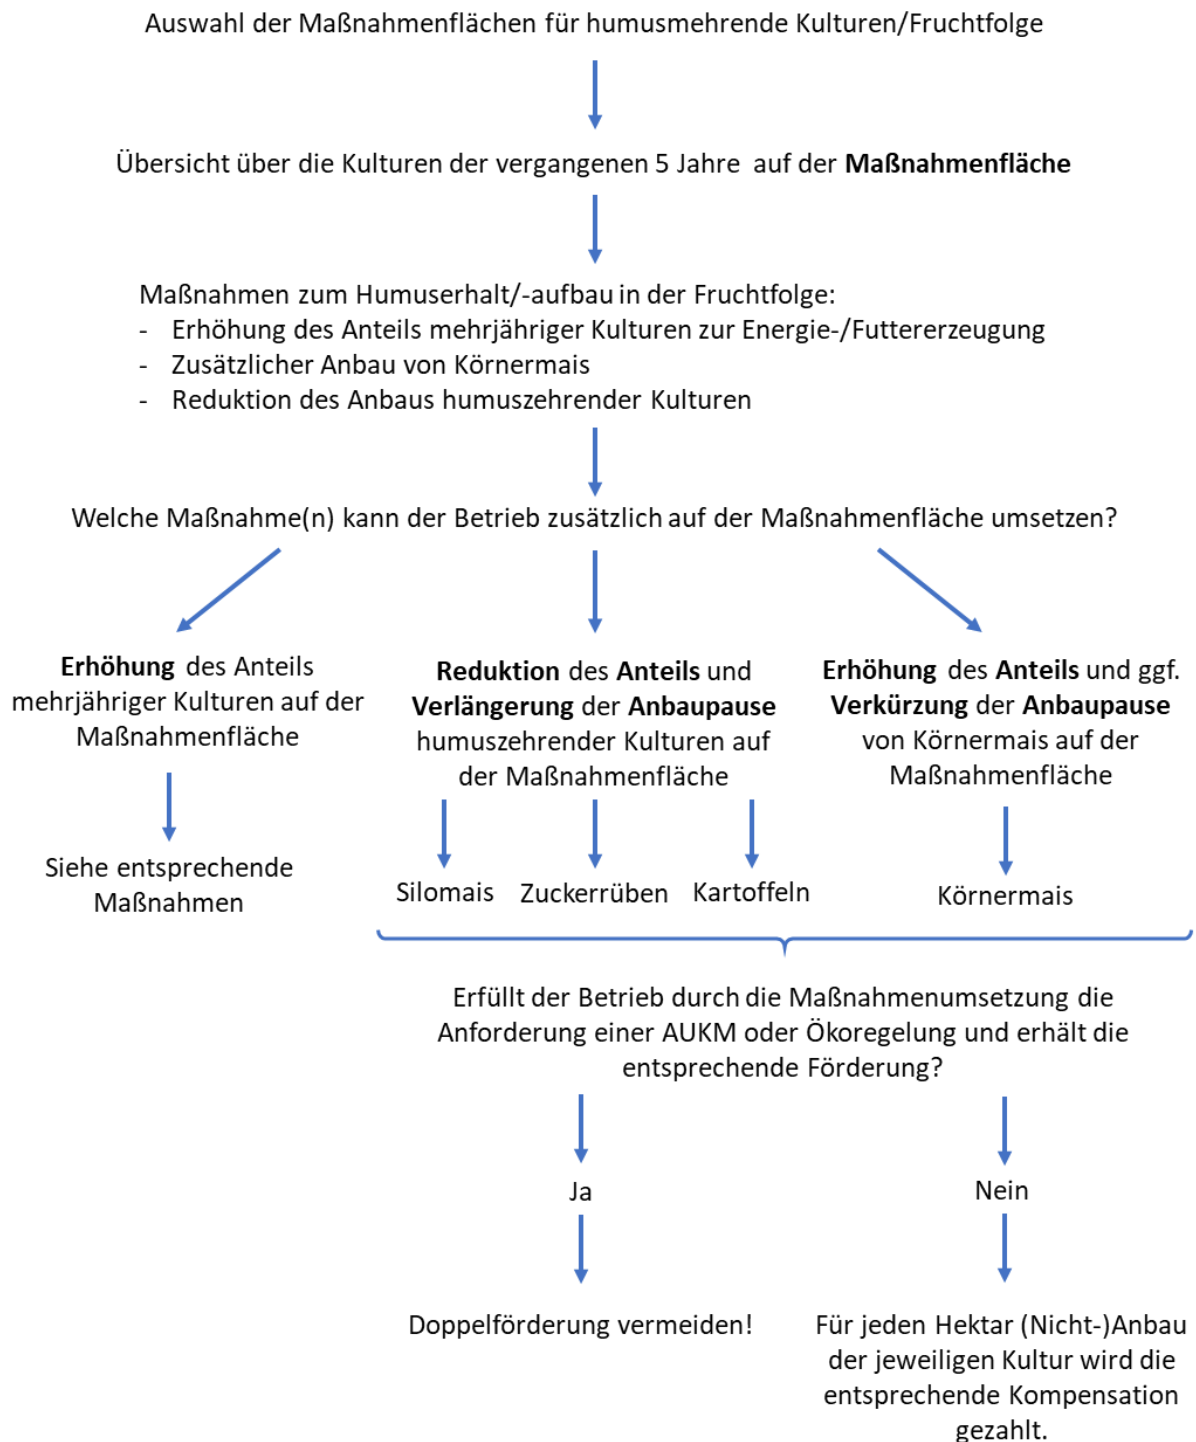 Auswahl der Maßnahmenflächen für humusmehrende Kulturen/Fruchtfolge
Übersicht über die Kulturen der vergangenen 5 Jahre auf der Maßnahmenfläche
Maßnahmen zum Humuserhalt/-aufbau in der Fruchtfolge:
- Erhöhung des Anteils mehrjähriger Kulturen zur Energie-/Futtererzeugung
- Zusätzlicher Anbau von Körnermais
- Reduktion des Anbaus humuszehrender Kulturen
Welche Maßnahme(n) kann der Betrieb zusätzlich auf der Maßnahmenfläche umsetzen?
Erhöhung des Anteils
mehrjähriger Kulturen auf der
Maßnahmenfläche
Siehe entsprechende
Maßnahmen
Reduktion des Anteils und
Verlängerung der Anbaupause
humuszehrender Kulturen auf
der Maßnahmenfläche
Silomais
Zuckerrüben
Kartoffeln
Erhöhung des Anteils und ggf.
Verkürzung der Anbaupause
von Körnermais auf der
Maßnahmenfläche
Körnermais
Erfüllt der Betrieb durch die Maßnahmenumsetzung die
Anforderung einer AUKM oder Ökoregelung und erhält die
entsprechende Förderung?
Ja
Doppelförderung vermeiden!
Nein
Für jeden Hektar (Nicht-)Anbau
der jeweiligen Kultur wird die
entsprechende Kompensation
gezahlt.